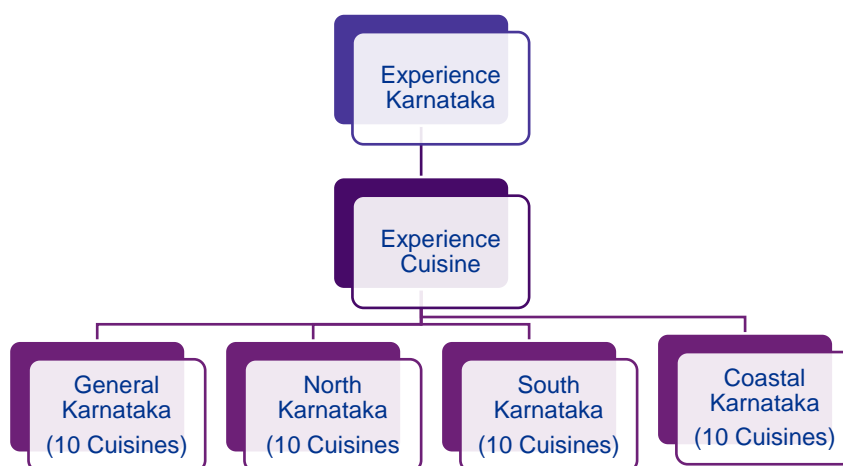 Experience
Karnataka
Experience
Cuisine
General
Karnataka
(10 Cuisines)
North
Karnataka
(10 Cuisines
South
Karnataka
(10 Cuisines)
Coastal
Karnataka
(10 Cuisines)